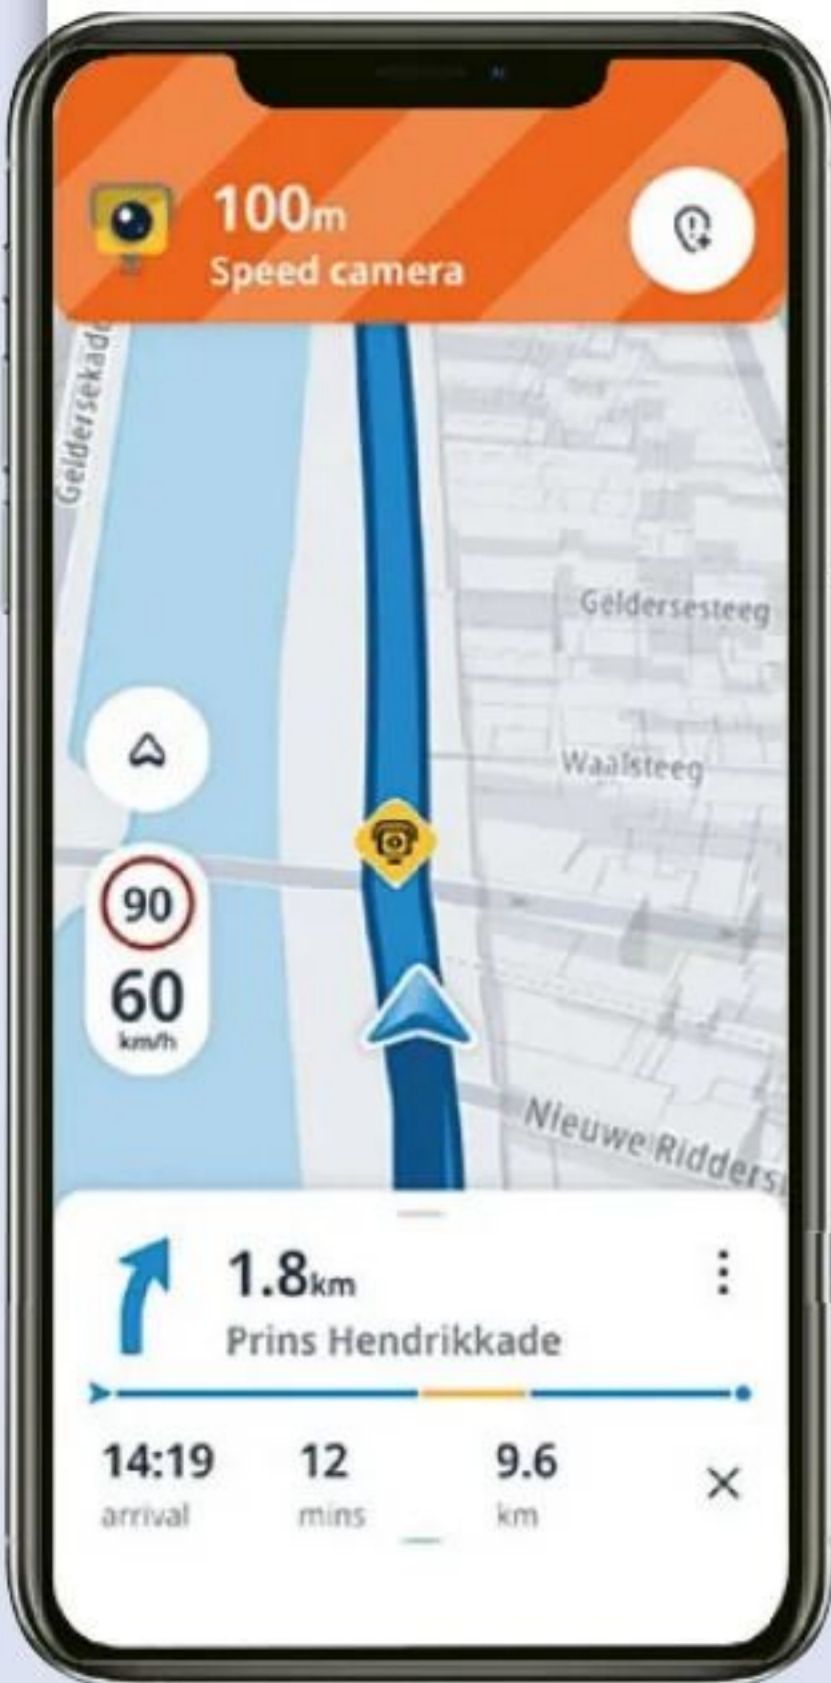 100m
Speed camera
Geldersekade
Geldersesteeg
Waalsteeg
90
60
km/h
Nieuwe Ridders
1.8km
Prins Hendrikkade
14:19 12 9.6
arrival mins km